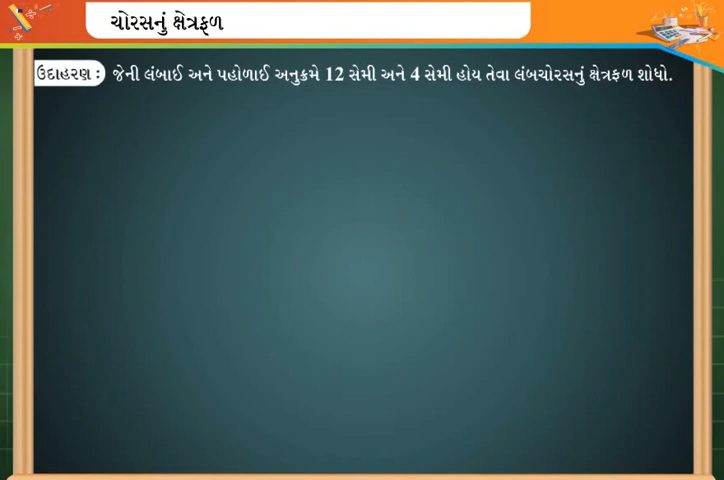 ચોરસનું ક્ષેત્રફળ
ઉદાહરણ : જેની લંબાઈ અને પહોળાઈ અનુક્રમે 12 સેમી અને 4 સેમી હોય તેવા લંબચોરસનું ક્ષેત્રફળ શોધો.